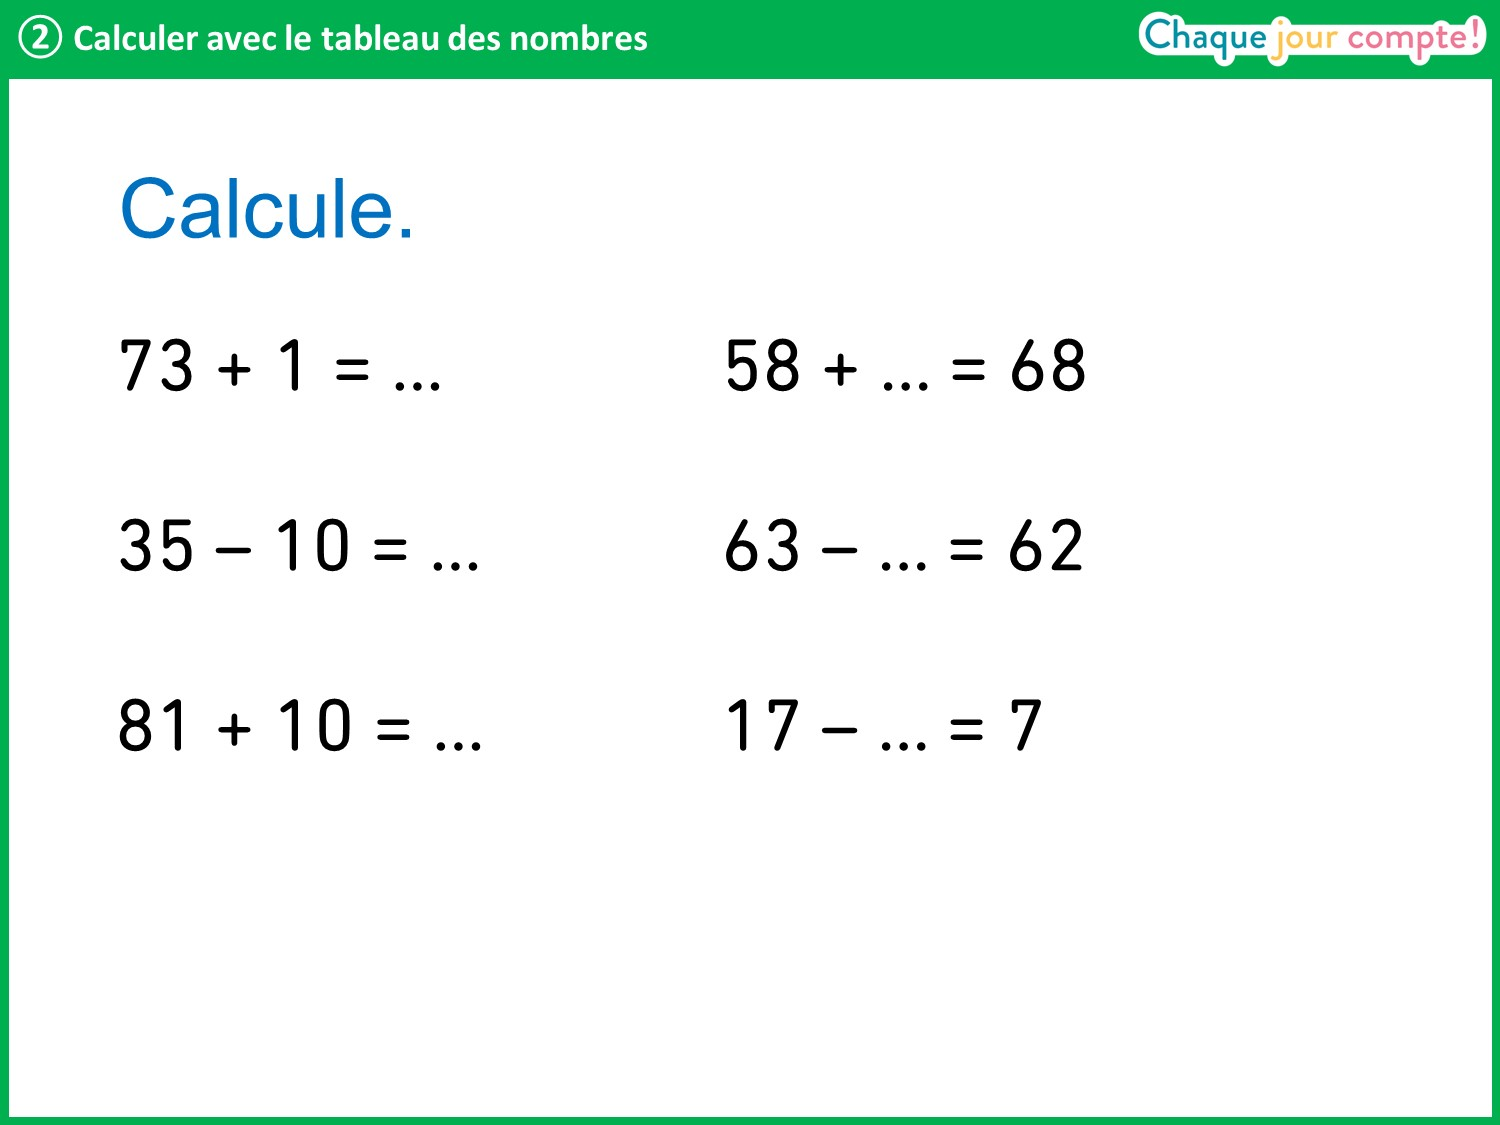 ② Calculer avec le tableau des nombres
Chaque jour compte!
Calcule.
73 + 1 = ...
58 + ... = 68
35 – 10 = ...
63 – ... = 62
81 + 10 = ...
17 – ... = 7